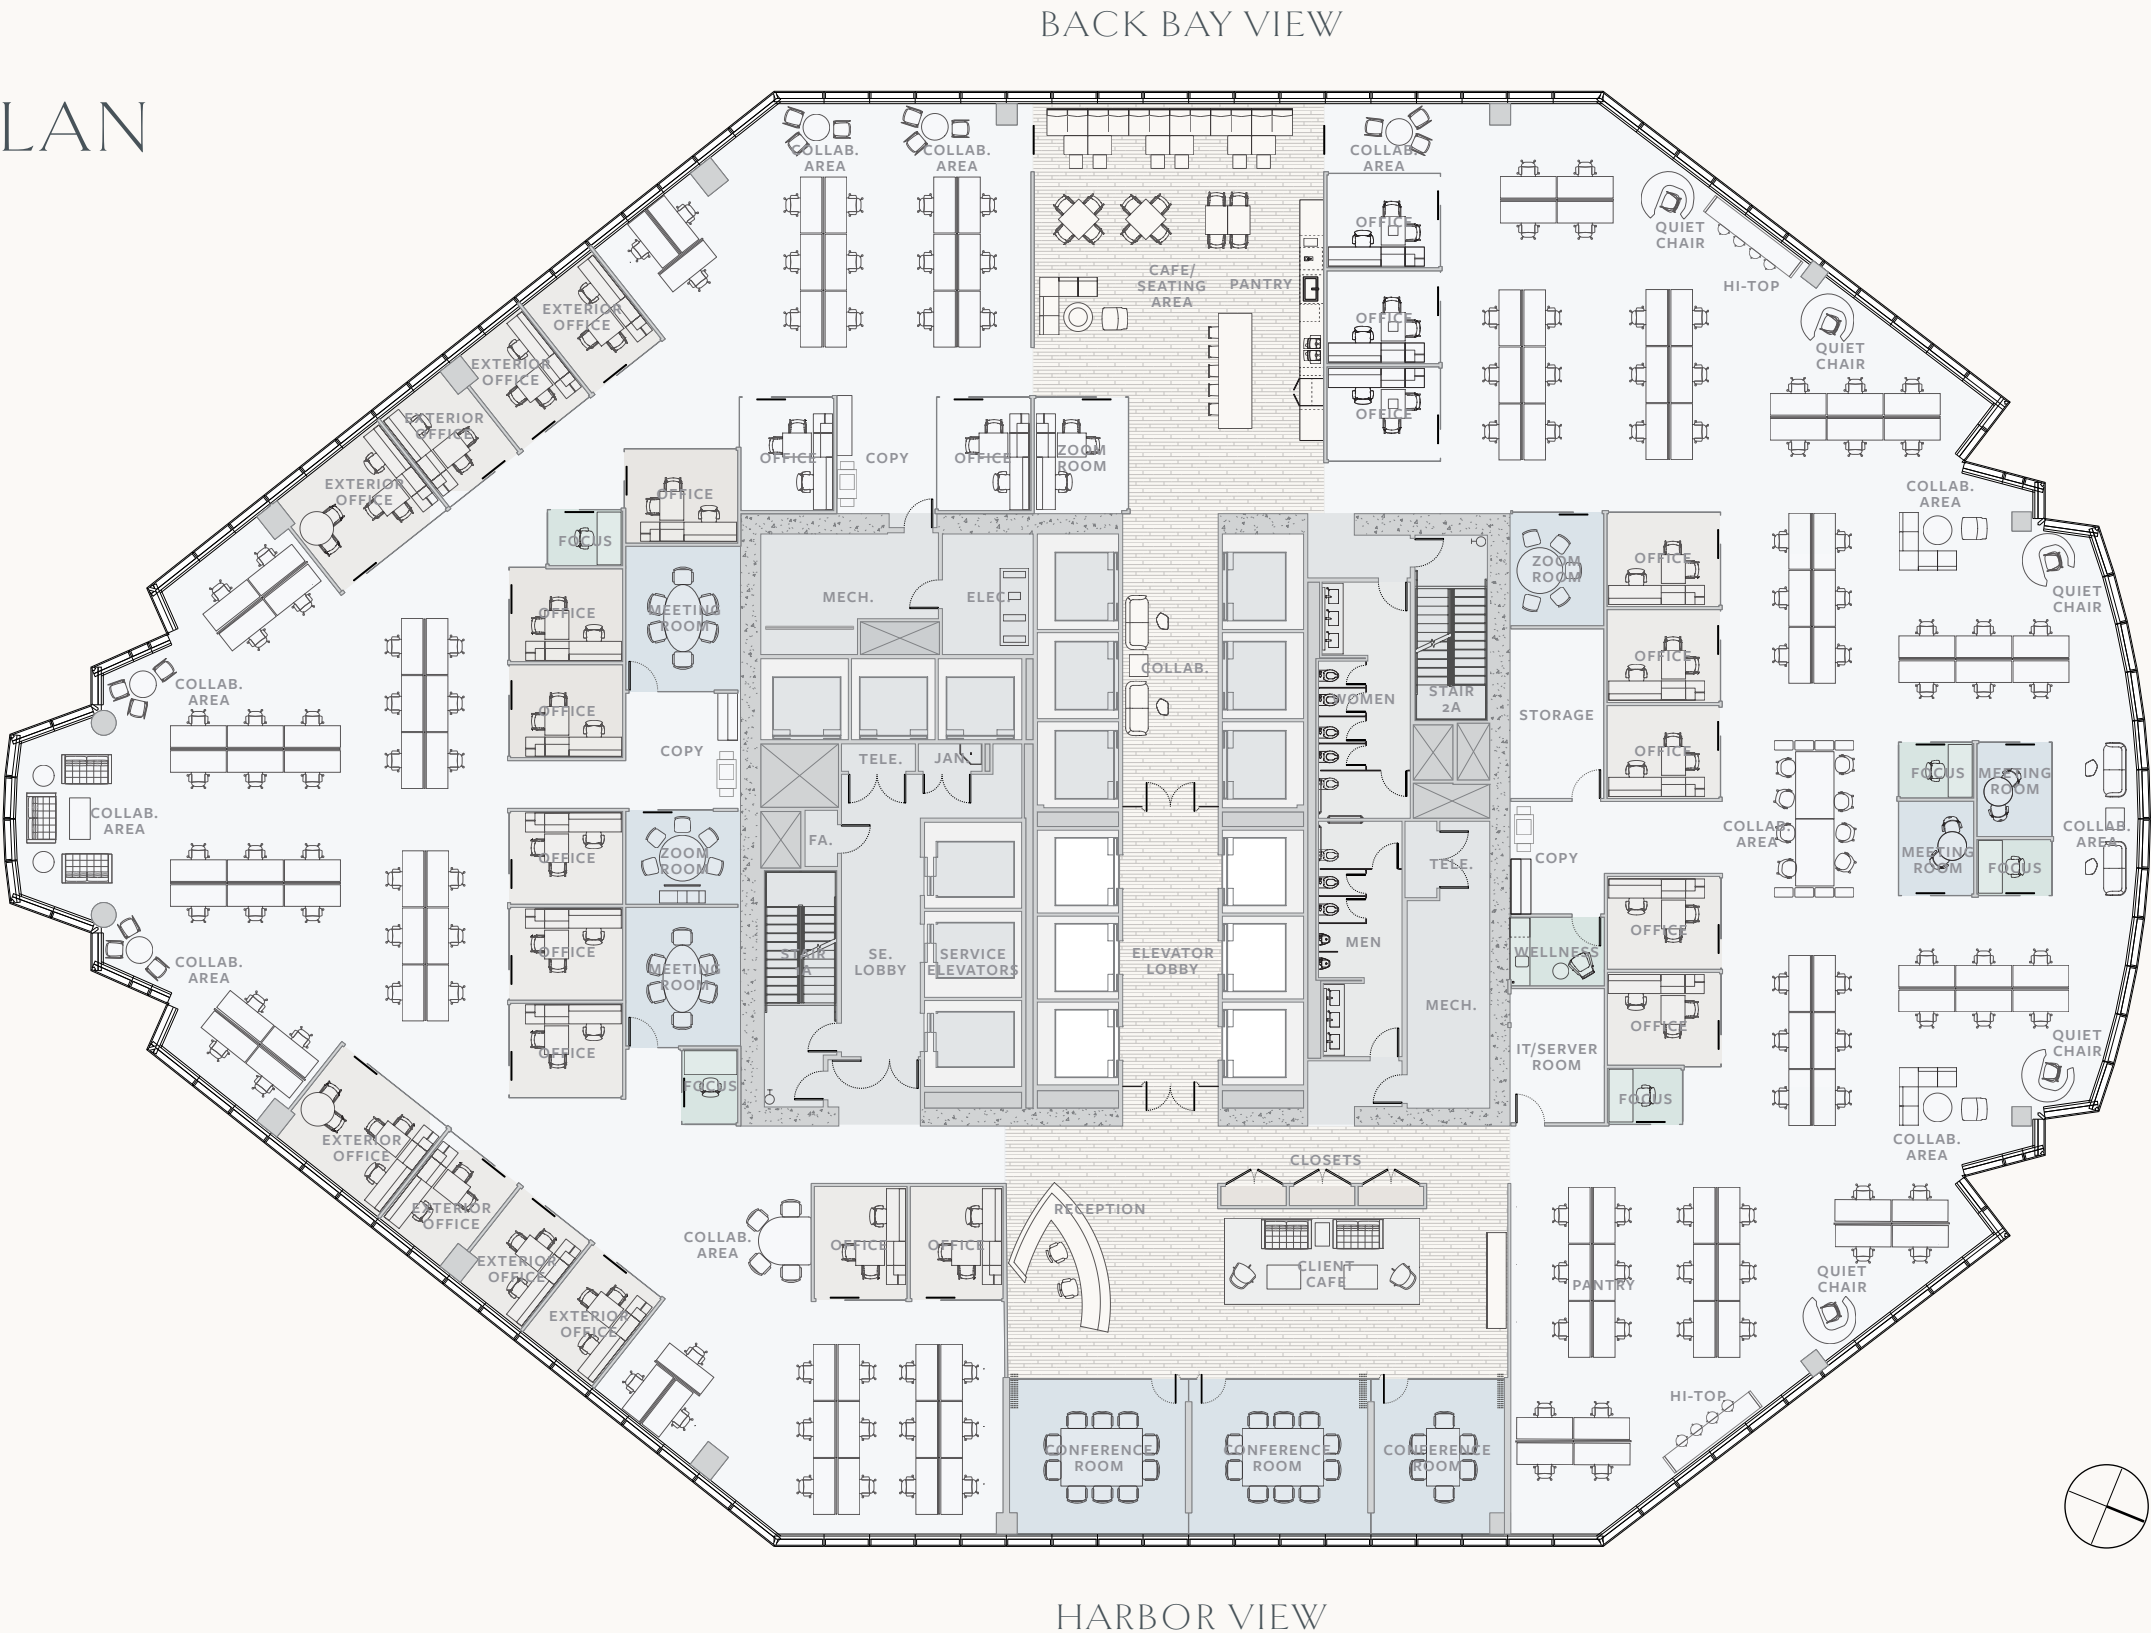 BACK BAY VIEW
LAN
COLLAB.
AREA
COLLAB.
AREA
COLLAB.
AREA
OFFICE
QUIET
CHAIR
HI-TOP
CAFE/
SEATING
AREA
PANTRY
EXTERIOR
OFFICE
OFFICE
QUIET
CHAIR
EXTERIOR
OFFICE
OFFICE
EXTERIOR
OFFICE
OFFICE
COPY
OFFICE
ZOOM
ROOM
EXTERIOR
OFFICE
OFFICE
COLLAB.
AREA
FOCUS
ZOOM
ROOM
OFFICE
QUIET
CHAIR
OFFICE
MEETING
ROOM
MECH.
ELEC.
COLLAB.
OFFICE
COLLAB.
AREA
OFFICE
WOMEN
STAIR
2A
STORAGE
COPY
TELE.
JAN.
OFFICE
FOCUS
MEETING
ROOM
COLLAB.
AREA
FA.
COLLAB.
AREA
COLLAB.
AREA
OFFICE
ZOOM
ROOM
TELE.
COPY
MEETING
ROOM
FOCUS
OFFICE
COLLAB.
AREA
OFFICE
MEETING
ROOM
STAIR
1A
SE.
LOBBY
SERVICE
ELEVATORS
ELEVATOR
LOBBY
MEN
WELLNESS
MECH.
OFFICE
OFFICE
IT/SERVER
ROOM
QUIET
CHAIR
FOCUS
FOCUS
EXTERIOR
OFFICE
CLOSETS
COLLAB.
AREA
EXTERIOR
OFFICE
RECEPTION
COLLAB.
AREA
OFFICE
OFFICE
EXTERIOR
OFFICE
CLIENT
CAFE
PANTRY
QUIET
CHAIR
EXTERIOR
OFFICE
HI-TOP
CONFERENCE
ROOM
CONFERENCE
ROOM
CONFERENCE
ROOM
HARBOR VIEW